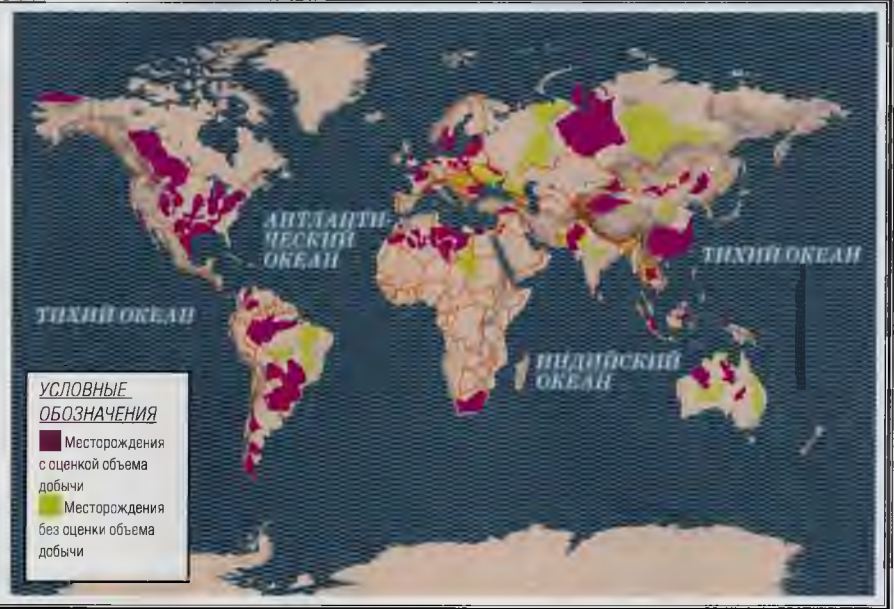 АТЛАНТИ-
ЧЕСКИЙ
ОКЕАН
ТИХИЙ ОКЕАН
ТИХИЙ ОКЕАН
ИНДИЙСКИЙ
ОКЕАН
УСЛОВНЫЕ
ОБОЗНАЧЕНИЯ
Месторождения
с оценкой объема
добычи
Месторождения
без оценки объема
добычи